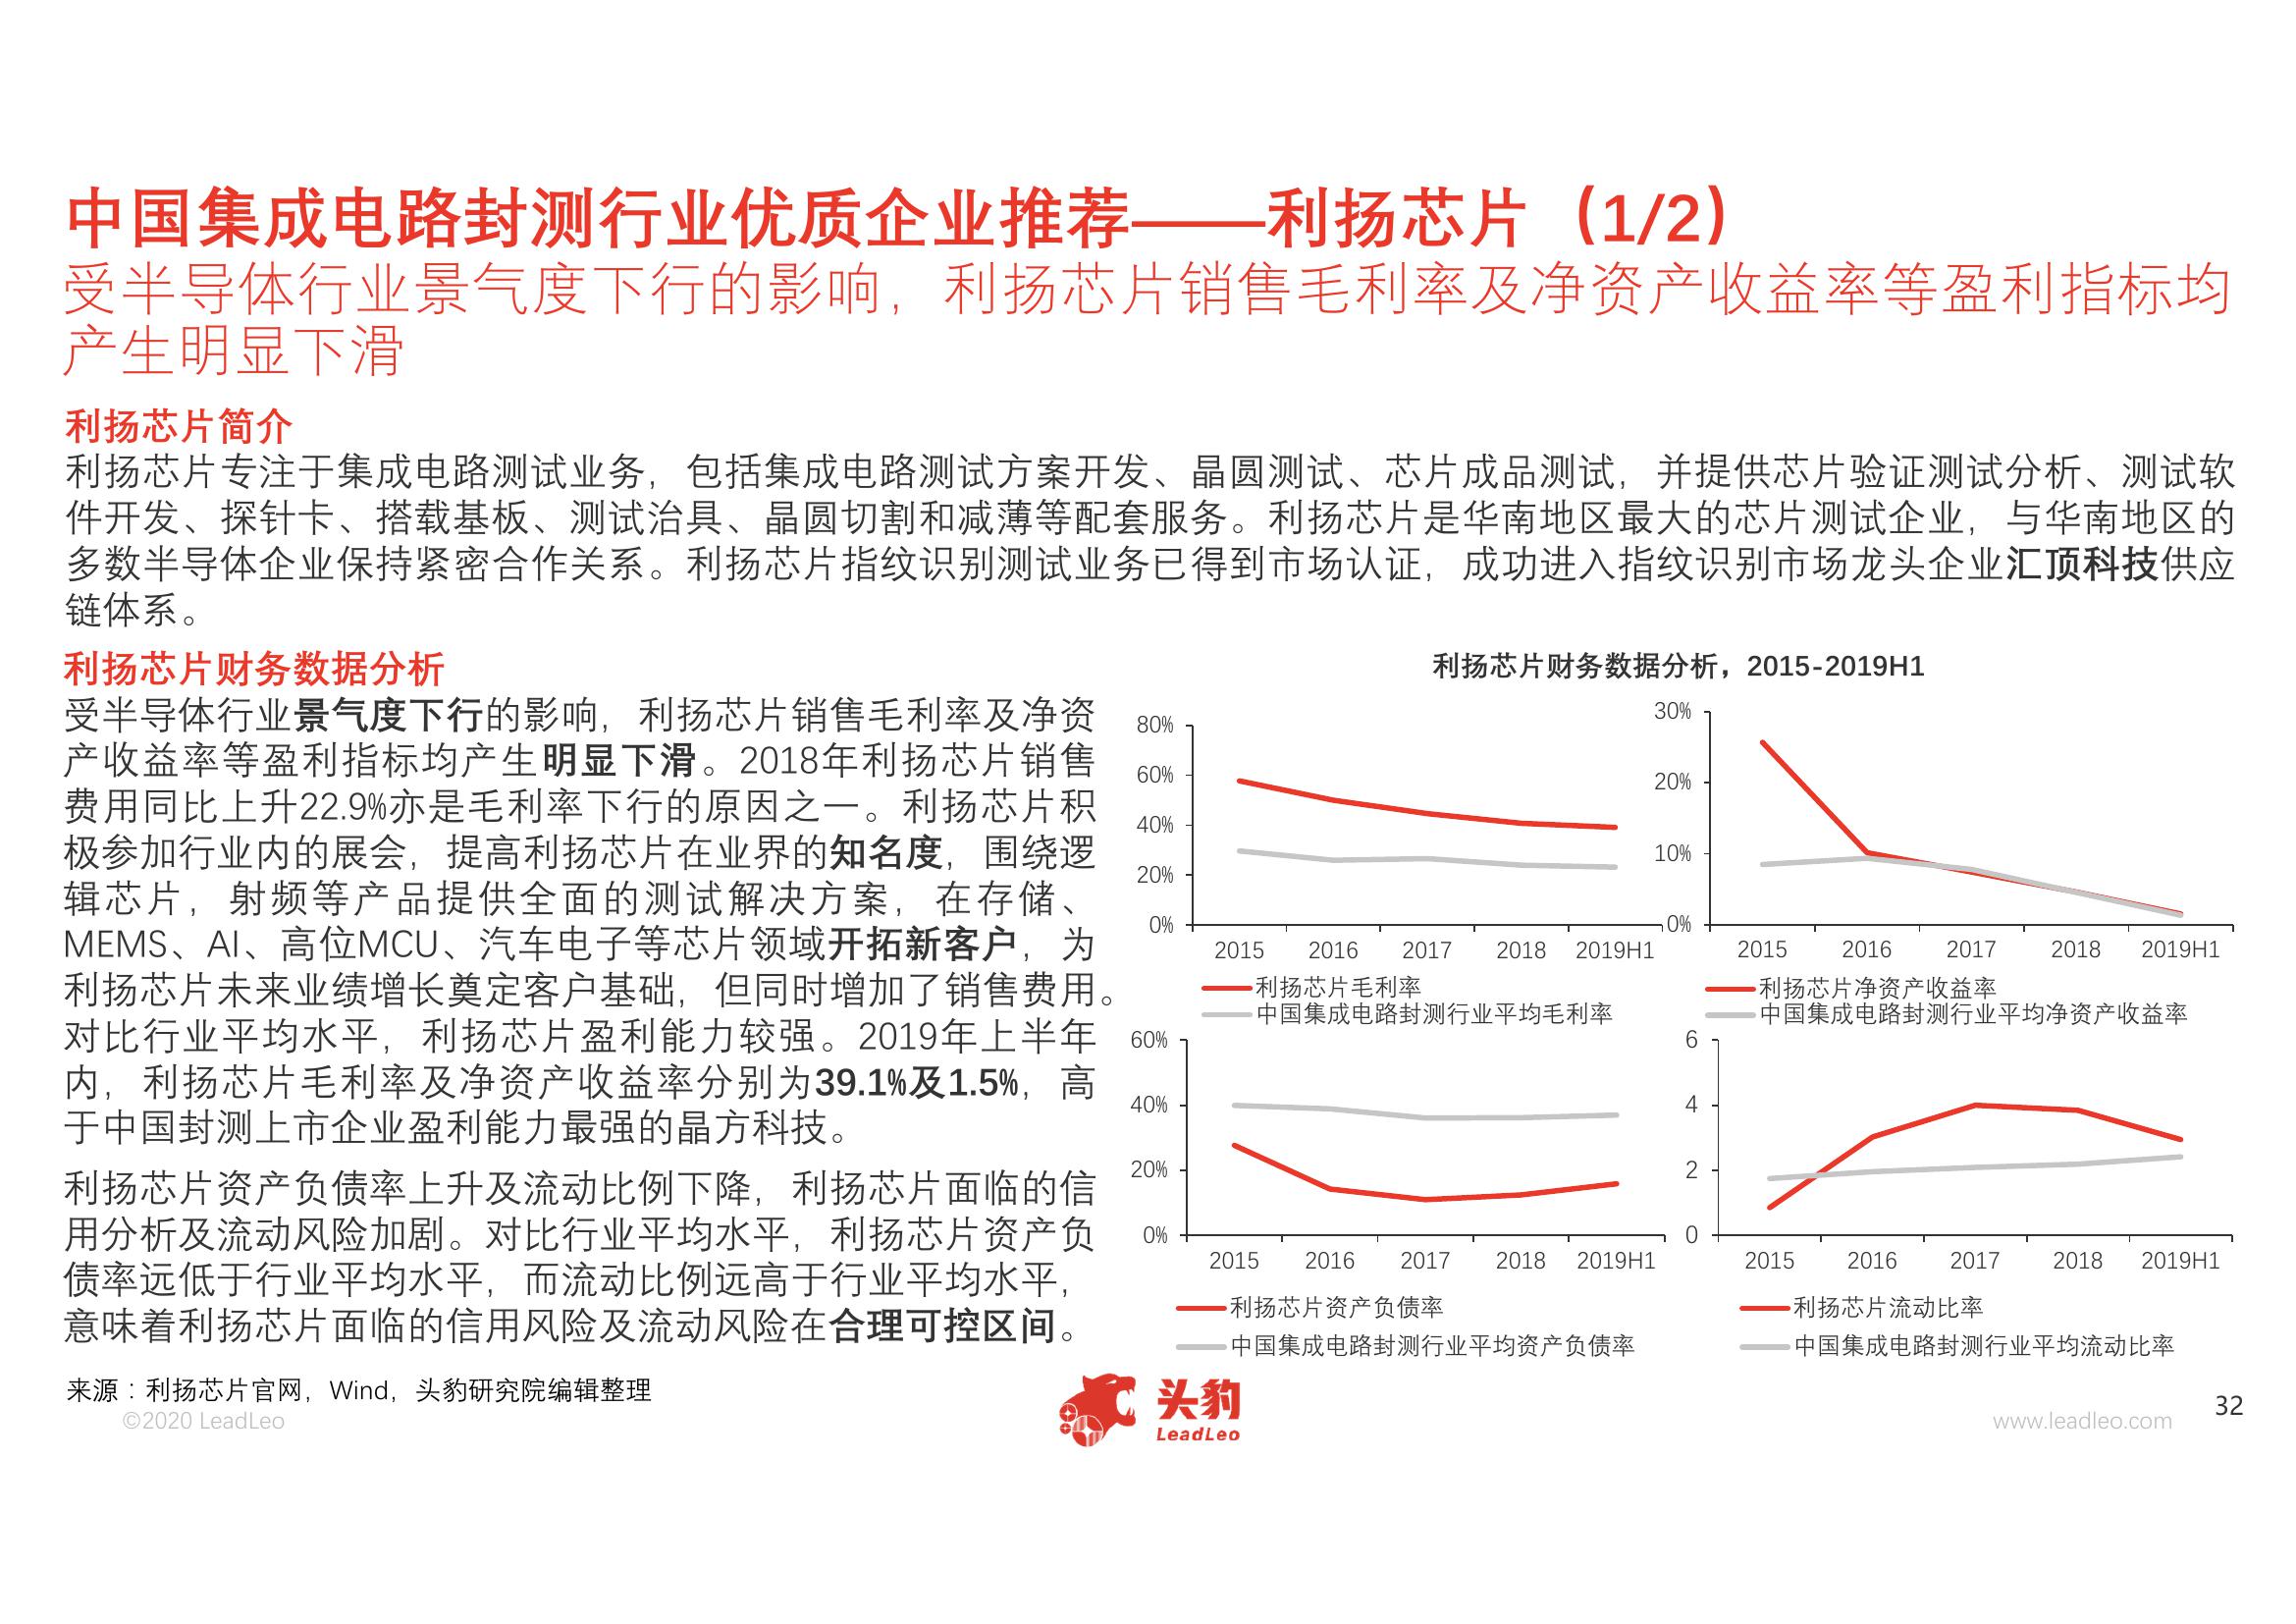 中国集成电路封测行业优质企业推荐——利扬芯片（1/2）
受半导体行业景气度下行的影响，利扬芯片销售毛利率及净资产收益率等盈利指标均
产生明显下滑
利扬芯片简介
利扬芯片专注于集成电路测试业务，包括集成电路测试方案开发、晶圆测试、芯片成品测试，并提供芯片验证测试分析、测试软
件开发、探针卡、搭载基板、测试治具、晶圆切割和减薄等配套服务。利扬芯片是华南地区最大的芯片测试企业，与华南地区的
多数半导体企业保持紧密合作关系。利扬芯片指纹识别测试业务已得到市场认证，成功进入指纹识别市场龙头企业汇顶科技供应
链体系。
利扬芯片财务数据分析
受半导体行业景气度下行的影响，利扬芯片销售毛利率及净资
产收益率等盈利指标均产生明显下滑。2018年利扬芯片销售
费用同比上升22.9%亦是毛利率下行的原因之一。利扬芯片积
极参加行业内的展会，提高利扬芯片在业界的知名度，围绕逻
辑芯片，射频等产品提供全面的测试解决方案，在存储、
MEMS、AI、高位MCU、汽车电子等芯片领域开拓新客户，为
利扬芯片未来业绩增长奠定客户基础，但同时增加了销售费用。
对比行业平均水平，利扬芯片盈利能力较强。2019年上半年
内，利扬芯片毛利率及净资产收益率分别为39.1%及1.5%，高
于中国封测上市企业盈利能力最强的晶方科技。
利扬芯片资产负债率上升及流动比例下降，利扬芯片面临的信
用分析及流动风险加剧。对比行业平均水平，利扬芯片资产负
债率远低于行业平均水平，而流动比例远高于行业平均水平，
意味着利扬芯片面临的信用风险及流动风险在合理可控区间。
利扬芯片财务数据分析，2015-2019H1
80%
60%
40%
20%
0%
2015 2016 2017 2018 2019H1
利扬芯片毛利率
中国集成电路封测行业平均毛利率
30%
20%
10%
0%
2015 2016 2017 2018 2019H1
利扬芯片净资产收益率
中国集成电路封测行业平均净资产收益率
60%
40%
20%
0%
2015 2016 2017 2018 2019H1
利扬芯片资产负债率
中国集成电路封测行业平均资产负债率
6
4
2
0
2015 2016 2017 2018 2019H1
利扬芯片流动比率
中国集成电路封测行业平均流动比率
来源：利扬芯片官网，Wind，头豹研究院编辑整理
©2020 LeadLeo
头豹
LeadLeo
www.leadleo.com
32